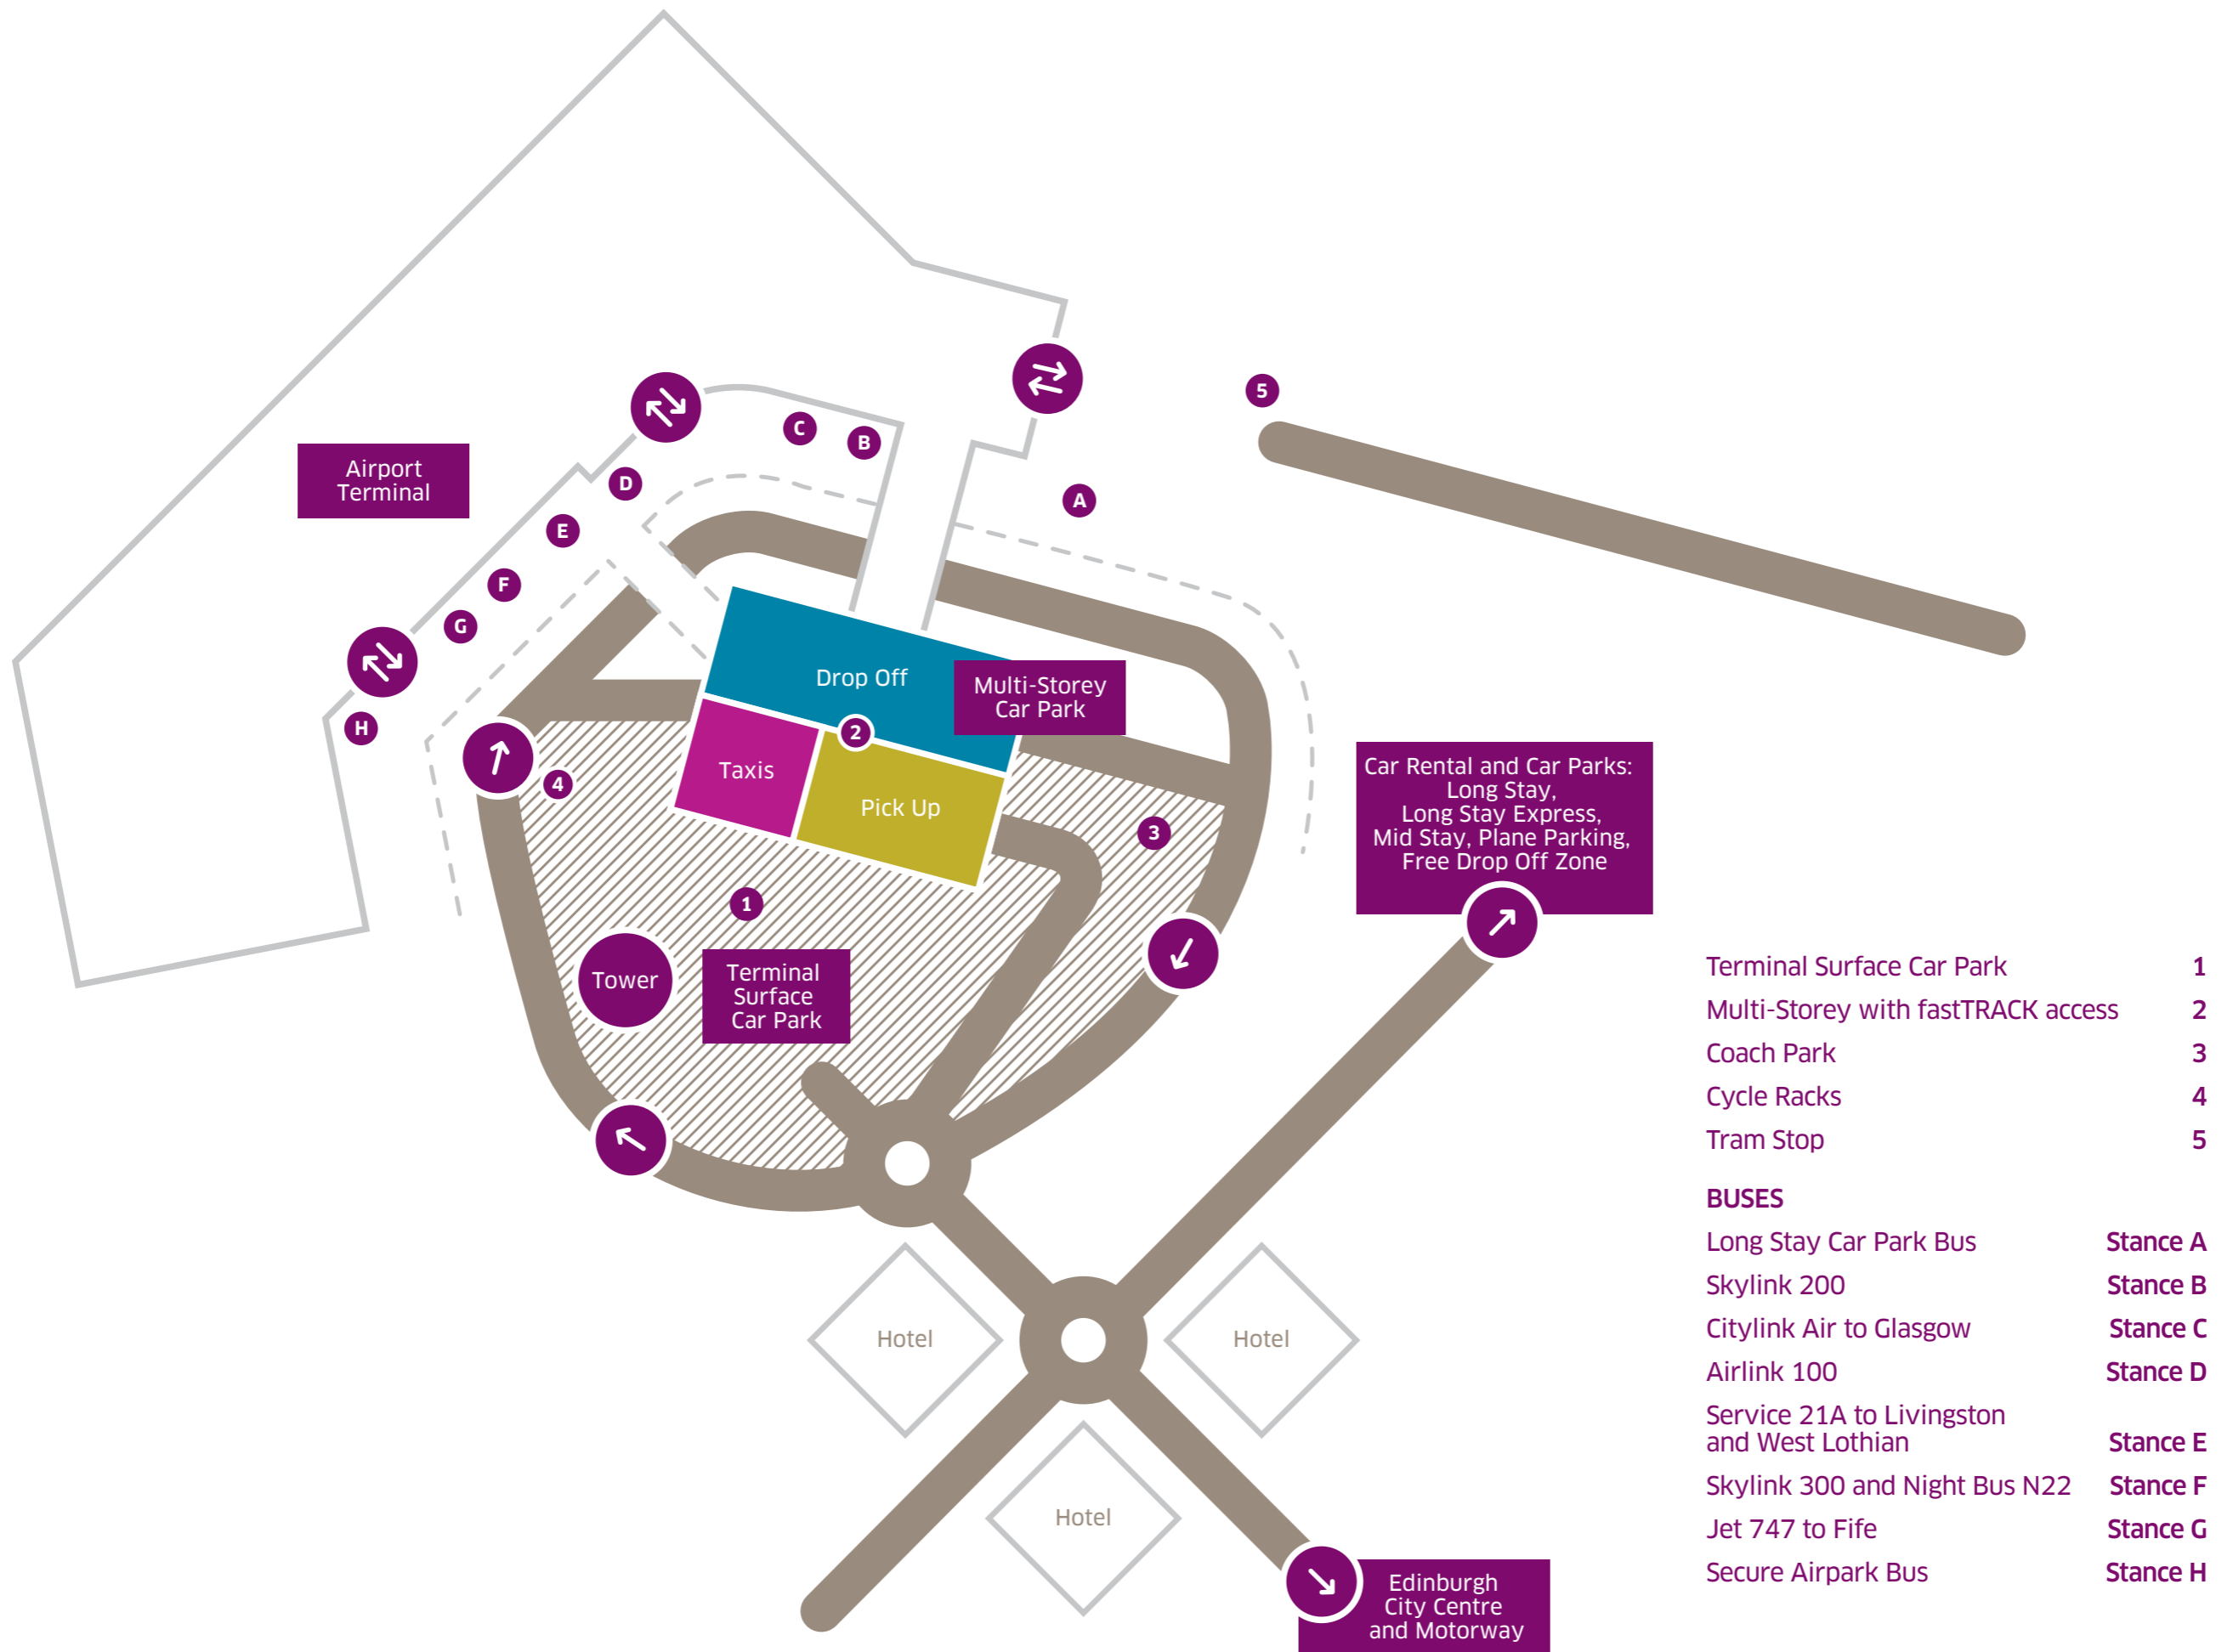 C
B
5
Airport
Terminal
D
A
E
F
G
H
Drop Off
Multi-Storey
Car Park
2
Taxis
Pick Up
4
3
1
Tower
Terminal
Surface
Car Park
Car Rental and Car Parks:
Long Stay,
Long Stay Express,
Mid Stay, Plane Parking,
Free Drop Off Zone
Hotel
Hotel
Hotel
Edinburgh
City Centre
and Motorway
Terminal Surface Car Park 1
Multi-Storey with fastTRACK access 2
Coach Park 3
Cycle Racks 4
Tram Stop 5
BUSES
Long Stay Car Park Bus Stance A
Skylink 200 Stance B
Citylink Air to Glasgow Stance C
Airlink 100 Stance D
Service 21A to Livingston
and West Lothian Stance E
Skylink 300 and Night Bus N22 Stance F
Jet 747 to Fife Stance G
Secure Airpark Bus Stance H